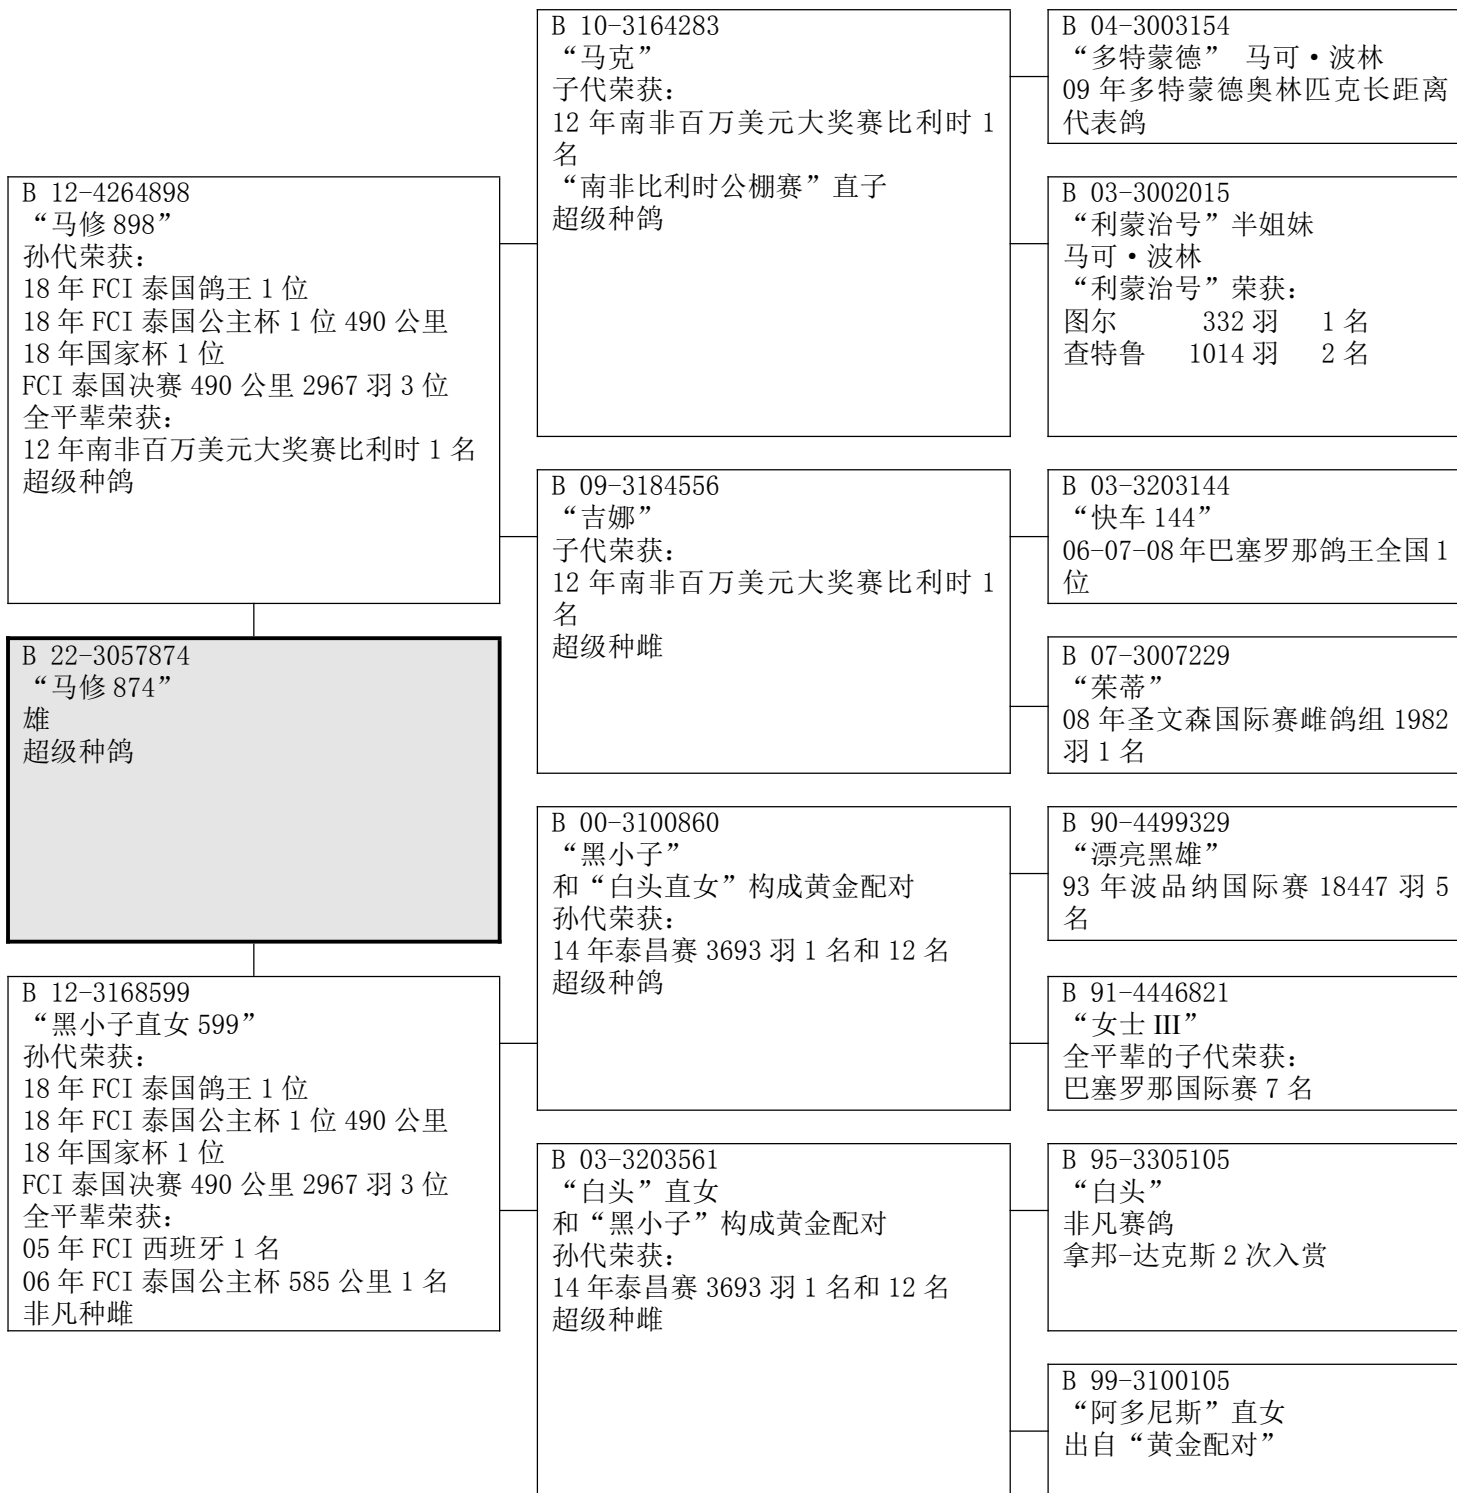 B 12-4264898
“马修 898”
孙代荣获：
18 年 FCI 泰国鸽王 1 位
18 年 FCI 泰国公主杯 1 位 490 公里
18 年国家杯 1 位
FCI 泰国决赛 490 公里 2967 羽 3 位
全平辈荣获：
12 年南非百万美元大奖赛比利时 1 名
超级种鸽
B 22-3057874
“马修 874”
雄
超级种鸽
B 12-3168599
“黑小子直女 599”
孙代荣获：
18 年 FCI 泰国鸽王 1 位
18 年 FCI 泰国公主杯 1 位 490 公里
18 年国家杯 1 位
FCI 泰国决赛 490 公里 2967 羽 3 位
全平辈荣获：
05 年 FCI 西班牙 1 名
06 年 FCI 泰国公主杯 585 公里 1 名
非凡种雌
B 10-3164283
“马克”
子代荣获：
12 年南非百万美元大奖赛比利时 1
名
“南非比利时公棚赛”直子
超级种鸽
B 09-3184556
“吉娜”
子代荣获：
12 年南非百万美元大奖赛比利时 1
名
超级种雌
B 00-3100860
“黑小子”
和“白头直女”构成黄金配对
孙代荣获：
14 年泰昌赛 3693 羽 1 名和 12 名
超级种鸽
B 03-3203561
“白头”直女
和“黑小子”构成黄金配对
孙代荣获：
14 年泰昌赛 3693 羽 1 名和 12 名
超级种雌
B 04-3003154
“多特蒙德” 马可·波林
09 年多特蒙德奥林匹克长距离
代表鸽
B 03-3002015
“利蒙治号”半姐妹
马可·波林
“利蒙治号”荣获：
图尔 332 羽 1 名
查特鲁 1014 羽 2 名
B 03-3203144
“快车 144”
06-07-08 年巴塞罗那鸽王全国 1
位
B 07-3007229
“茱蒂”
08 年圣文森国际赛雌鸽组 1982
羽 1 名
B 90-4499329
“漂亮黑雄”
93 年波品纳国际赛 18447 羽 5
名
B 91-4446821
“女士 III”
全平辈的子代荣获：
巴塞罗那国际赛 7 名
B 95-3305105
“白头”
非凡赛鸽
拿邦-达克斯 2 次入赏
B 99-3100105
“阿多尼斯”直女
出自“黄金配对”